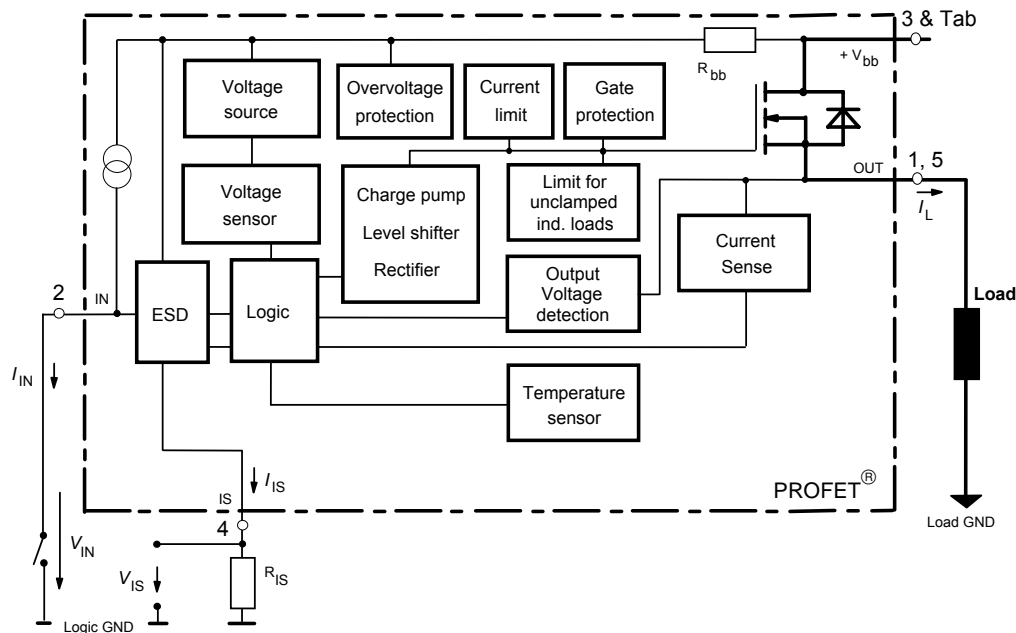 3 & Tab
R bb
+ V bb
Voltage
source
Overvoltage
protection
Current
limit
Gate
protection
Voltage
sensor
Charge pump
Level shifter
Rectifier
Limit for
unclamped
ind. loads
OUT
1, 5
I L
Current
Sense
2
IN
ESD
Logic
Output
Voltage
detection
Load
I IN
Temperature
sensor
I IS
IS
PROFET®
4
Load GND
V IN
V IS
R IS
Logic GND